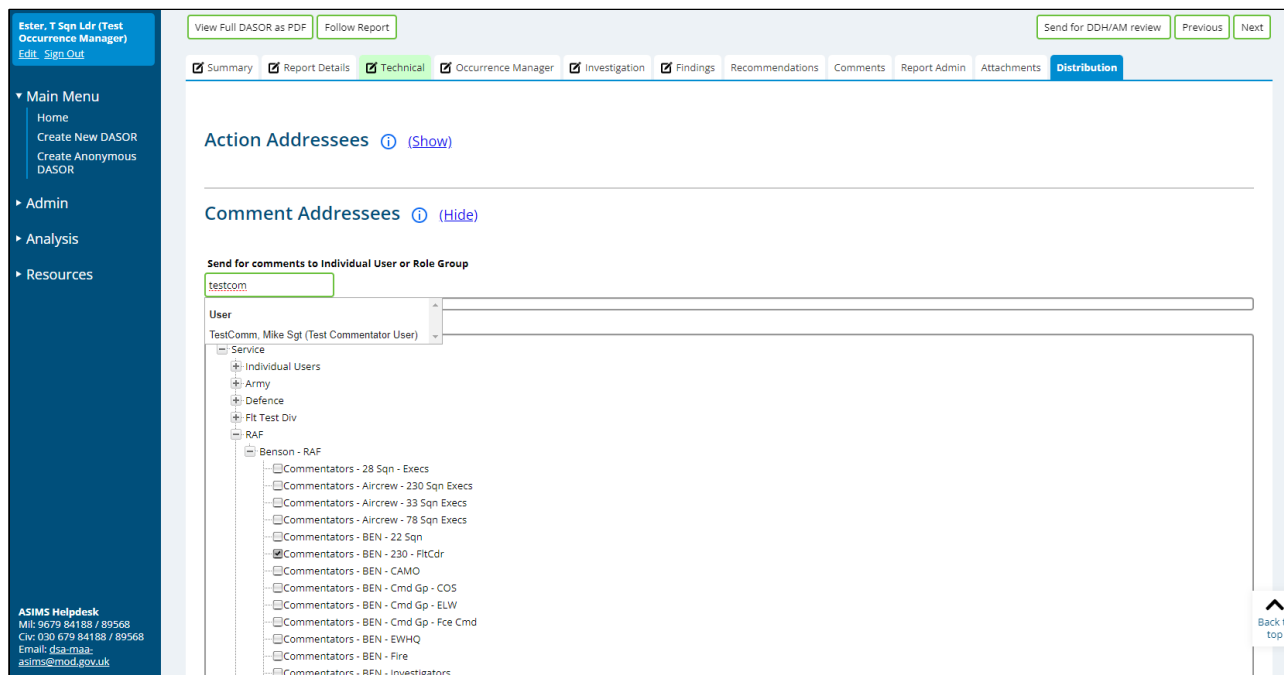 Ester, T Sqn Ldr (Test
Occurrence Manager)
Edit Sign Out
Main Menu
Home
Create New DASOR
Create Anonymous
DASOR
Admin
Analysis
Resources
ASIMS Helpdesk
Mil: 9679 84188 / 89568
Civ: 030 679 84188 / 89568
Email: dsa-maa-
asims@mod.gov.uk
View Full DASOR as PDF Follow Report Send for DDH/AM review Previous Next
Summary Report Details Technical Occurrence Manager Investigation Findings Recommendations Comments Report Admin Attachments Distribution
Action Addressees (Show)
Comment Addressees (Hide)
Send for comments to Individual User or Role Group
testcom
User
TestComm, Mike Sgt (Test Commentator User)
Service
Individual Users
Army
Defence
Flt Test Div
RAF
Benson - RAF
Commentators - 28 Sqn - Execs
Commentators - Aircrew - 230 Sqn Execs
Commentators - Aircrew - 33 Sqn Execs
Commentators - Aircrew - 78 Sqn Execs
Commentators - BEN - 22 Sqn
Commentators - BEN - 230 - FltCdr
Commentators - BEN - CAMO
Commentators - BEN - Cmd Gp - COS
Commentators - BEN - Cmd Gp - ELW
Commentators - BEN - Cmd Gp - Fce Cmd
Commentators - BEN - EWHQ
Commentators - BEN - Fire
Commentators - BEN - Investigators
Back t
top